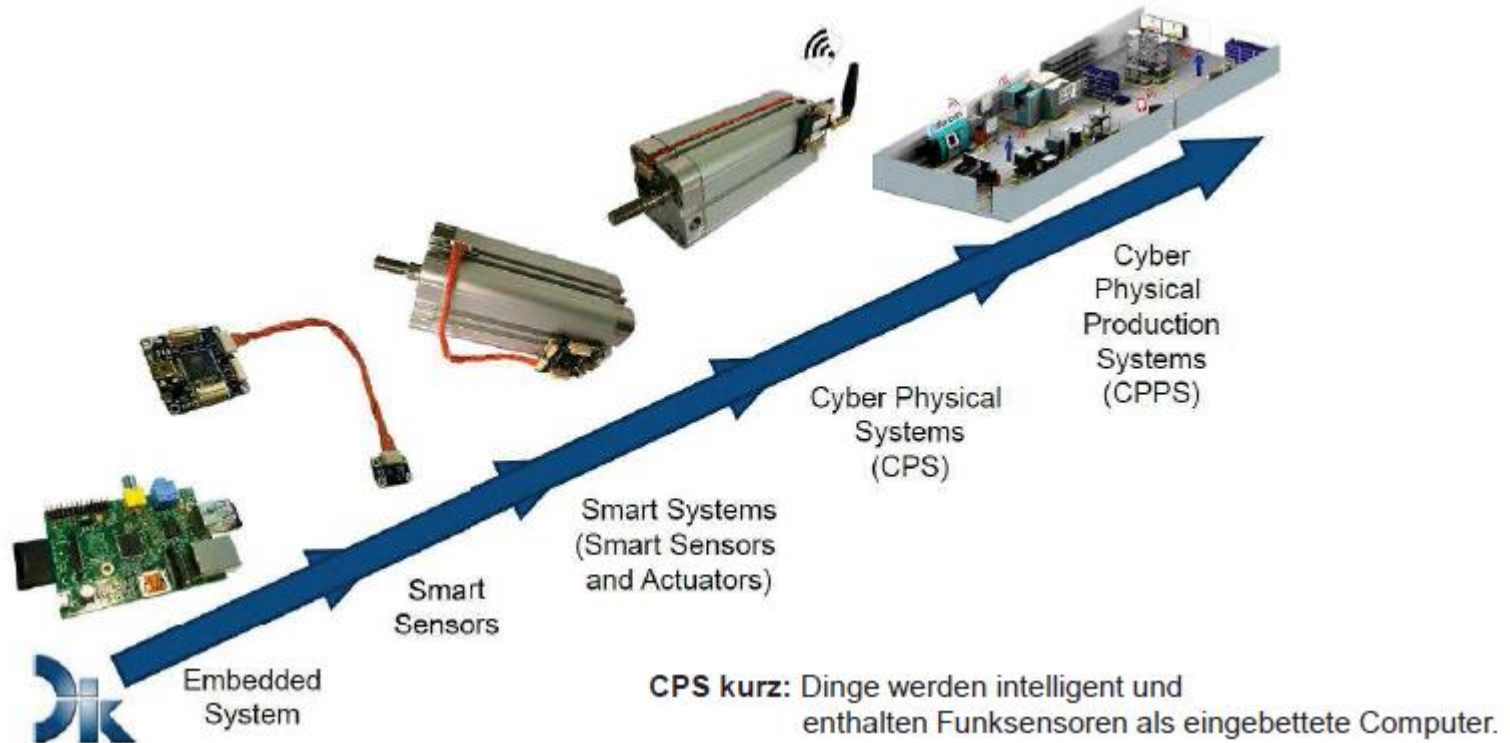 Cyber
Physical
Production
Systems
(CPPS)
Cyber Physical
Systems
(CPS)
Smart Systems
(Smart Sensors
and Actuators)
Smart
Sensors
Embedded
System
Dik
CPS kurz: Dinge werden intelligent und
enthalten Funksensoren als eingebettete Computer.